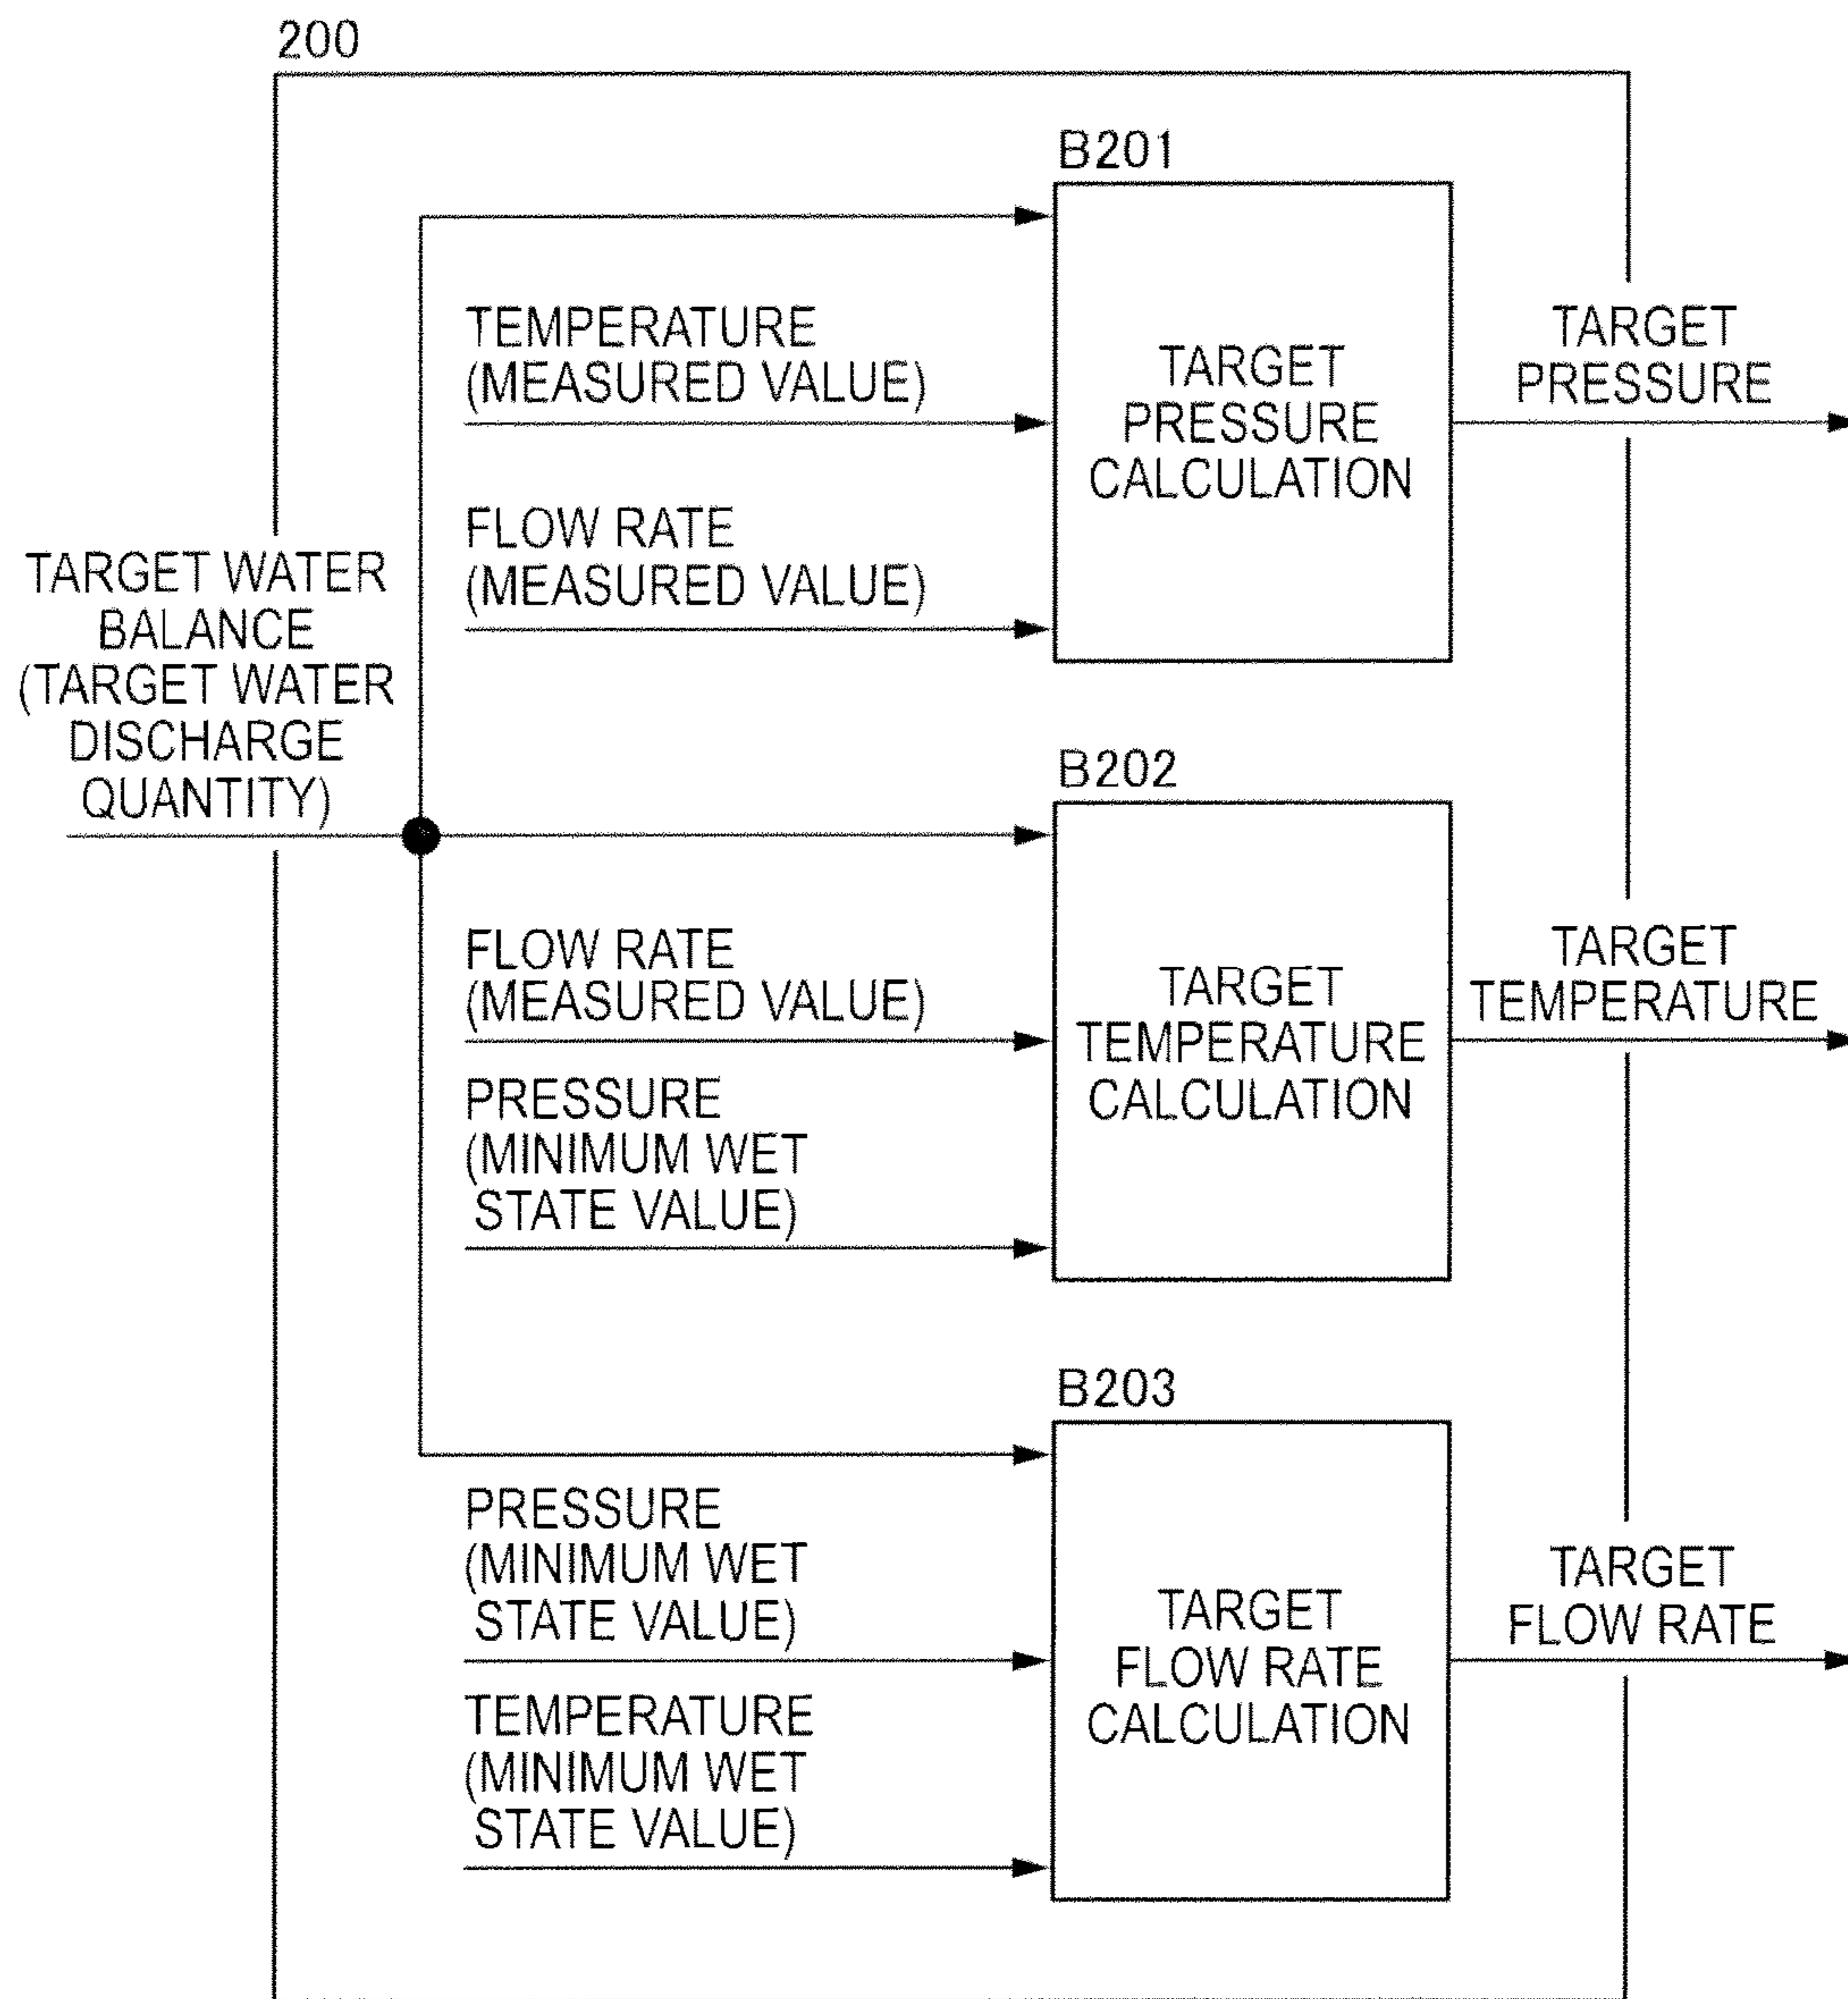 200
B201
TEMPERATURE
(MEASURED VALUE)
FLOW RATE
(MEASURED VALUE)
TARGET
PRESSURE
CALCULATION
TARGET
PRESSURE
TARGET WATER
BALANCE
(TARGET WATER
DISCHARGE
QUANTITY)
B202
FLOW RATE
(MEASURED VALUE)
PRESSURE
(MINIMUM WET
STATE VALUE)
TARGET
TEMPERATURE
CALCULATION
TARGET
TEMPERATURE
B203
PRESSURE
(MINIMUM WET
STATE VALUE)
TEMPERATURE
(MINIMUM WET
STATE VALUE)
TARGET
FLOW RATE
CALCULATION
TARGET
FLOW RATE